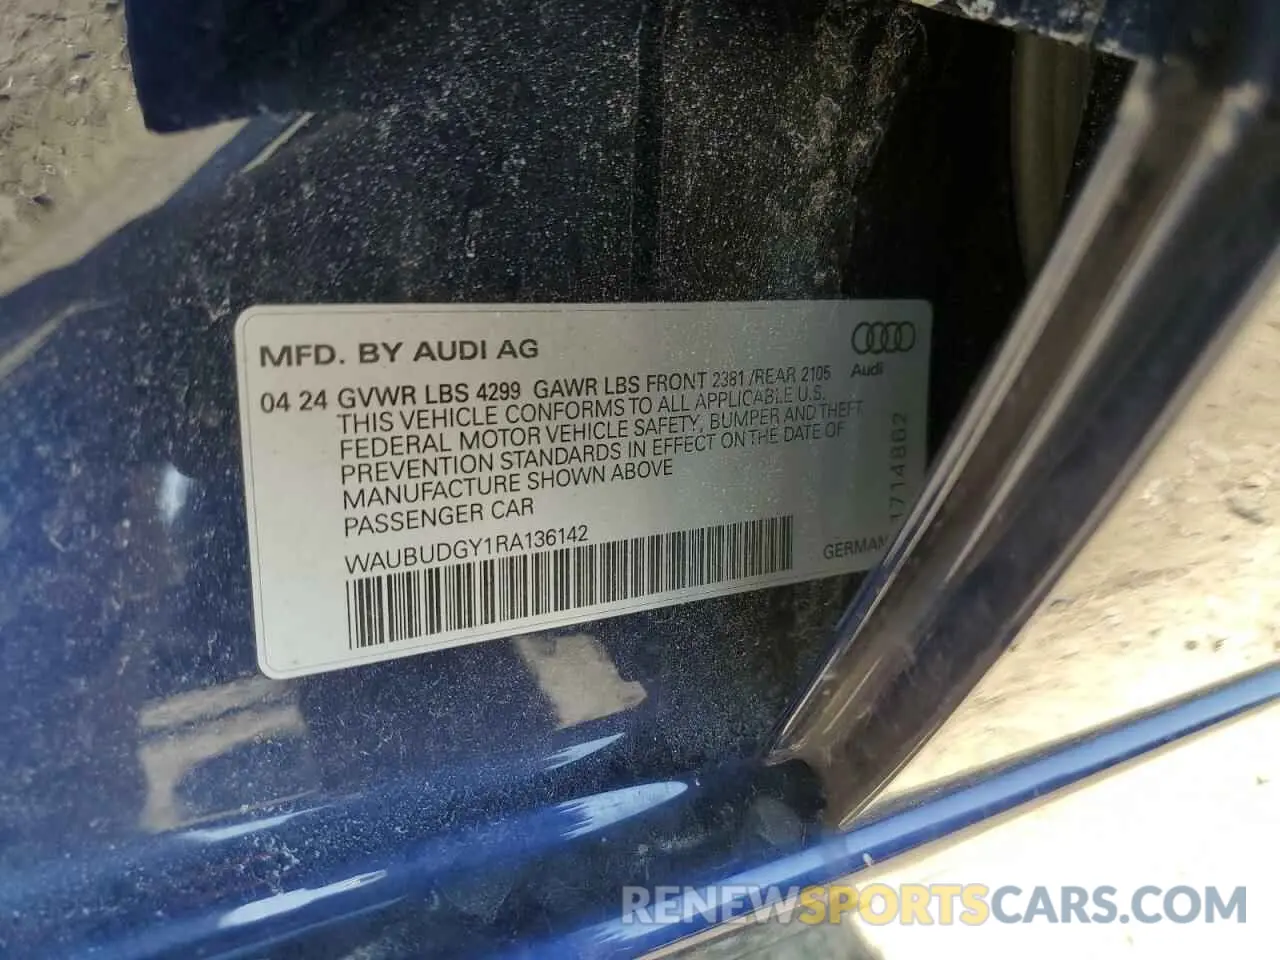 MFD. BY AUDI AG
Audi
04 24 GVWR LBS 4299 GAWR LBS FRONT 2381 /REAR 2105
THIS VEHICLE CONFORMS TO ALL APPLICABLE U.S.
FEDERAL MOTOR VEHICLE SAFETY, BUMPER AND THEFT
PREVENTION STANDARDS IN EFFECT ON THE DATE OF
MANUFACTURE SHOWN ABOVE
PASSENGER CAR
WAUBUDGY1RA136142
1714862
RENEWSPORTSCARS.COM